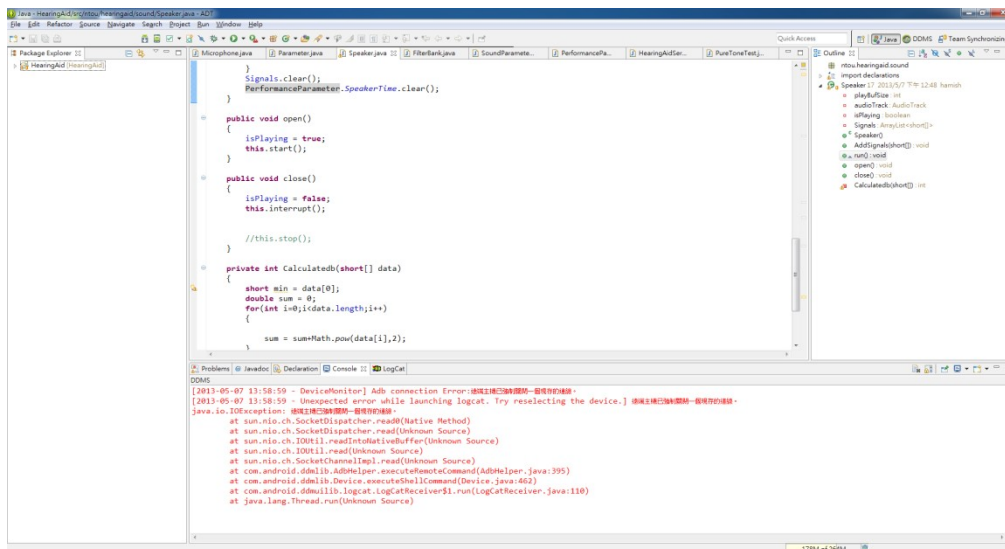 Java - HearingAid/src/ntou/hearingaid/sound/Speaker.java - ADT
File Edit Refactor Source Navigate Search Project Run Window Help
Quick Access
Java DDMS Team Synchronizin
Package Explorer
HearingAid [HearingAid]
Microphone.java Parameter.java Speaker.java FilterBank.java SoundParamete... PerformancePa... HearingAidSer... PureToneTest.j...
}
Signals.clear();
PerformanceParameter.SpeakerTime.clear();
}
public void open()
{
isPlaying = true;
this.start();
}
public void close()
{
isPlaying = false;
this.interrupt();
//this.stop();
}
private int Calculatedb(short[] data)
{
short min = data[0];
double sum = 0;
for(int i=0;i<data.length;i++)
{
sum = sum+Math.pow(data[i],2);
}
Outline
ntou.hearingaid.sound
import declarations
Speaker 17 2013/5/7 下午 12:48 hamish
playBufSize : int
audioTrack : AudioTrack
isPlaying : boolean
Signals : ArrayList<short[]>
Speaker()
AddSignals(short[]) : void
run() : void
open() : void
close() : void
Calculatedb(short[]) : int
Problems Javadoc Declaration Console LogCat
DDMS
[2013-05-07 13:58:59 - DeviceMonitor] Adb connection Error:遠端主機已強制關閉一個現存的連線。
[2013-05-07 13:58:59 - Unexpected error while launching logcat. Try reselecting the device.] 遠端主機已強制關閉一個現存的連線。
java.io.IOException: 遠端主機已強制關閉一個現存的連線。
at sun.nio.ch.SocketDispatcher.read0(Native Method)
at sun.nio.ch.SocketDispatcher.read(Unknown Source)
at sun.nio.ch.IOUtil.readIntoNativeBuffer(Unknown Source)
at sun.nio.ch.IOUtil.read(Unknown Source)
at sun.nio.ch.SocketChannelImpl.read(Unknown Source)
at com.android.ddmlib.AdbHelper.executeRemoteCommand(AdbHelper.java:395)
at com.android.ddmlib.Device.executeShellCommand(Device.java:462)
at com.android.ddmuilib.logcat.LogCatReceiver$1.run(LogCatReceiver.java:110)
at java.lang.Thread.run(Unknown Source)